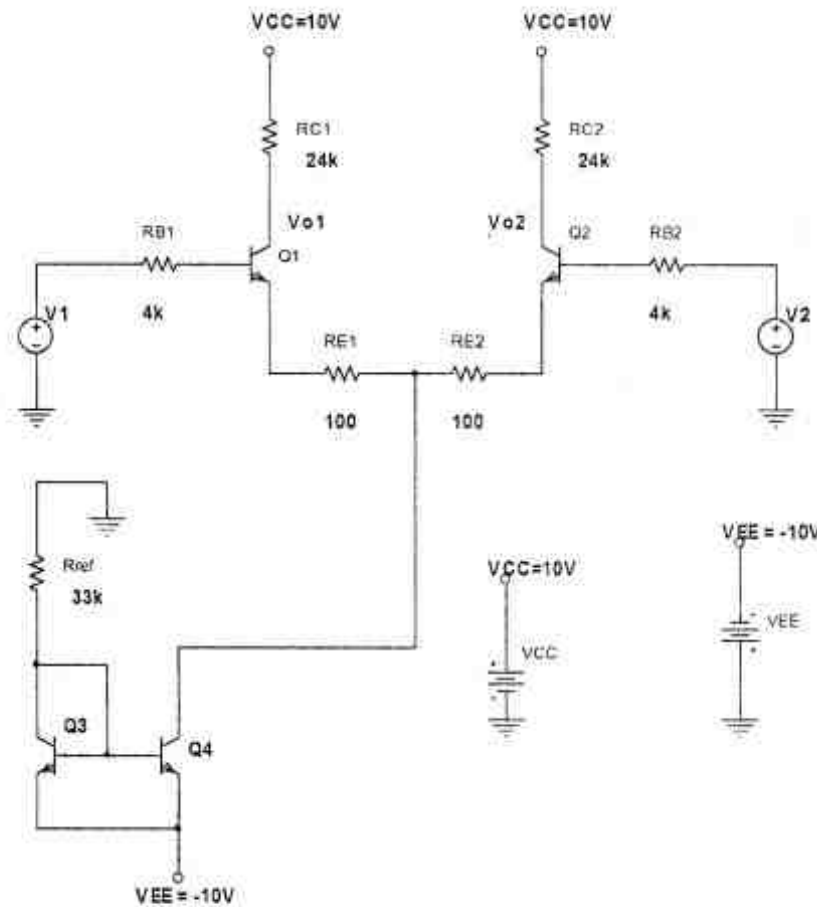 VCC=10V
VCC=10V
RC1
24k
RC2
24k
Vo1
Vo2
RB1
Q1
Q2
RB2
V1
4k
4k
V2
RE1
RE2
100
100
Rref
33k
VCC=10V
VEE = -10V
VCC
VEE
Q3
Q4
VEE = -10V